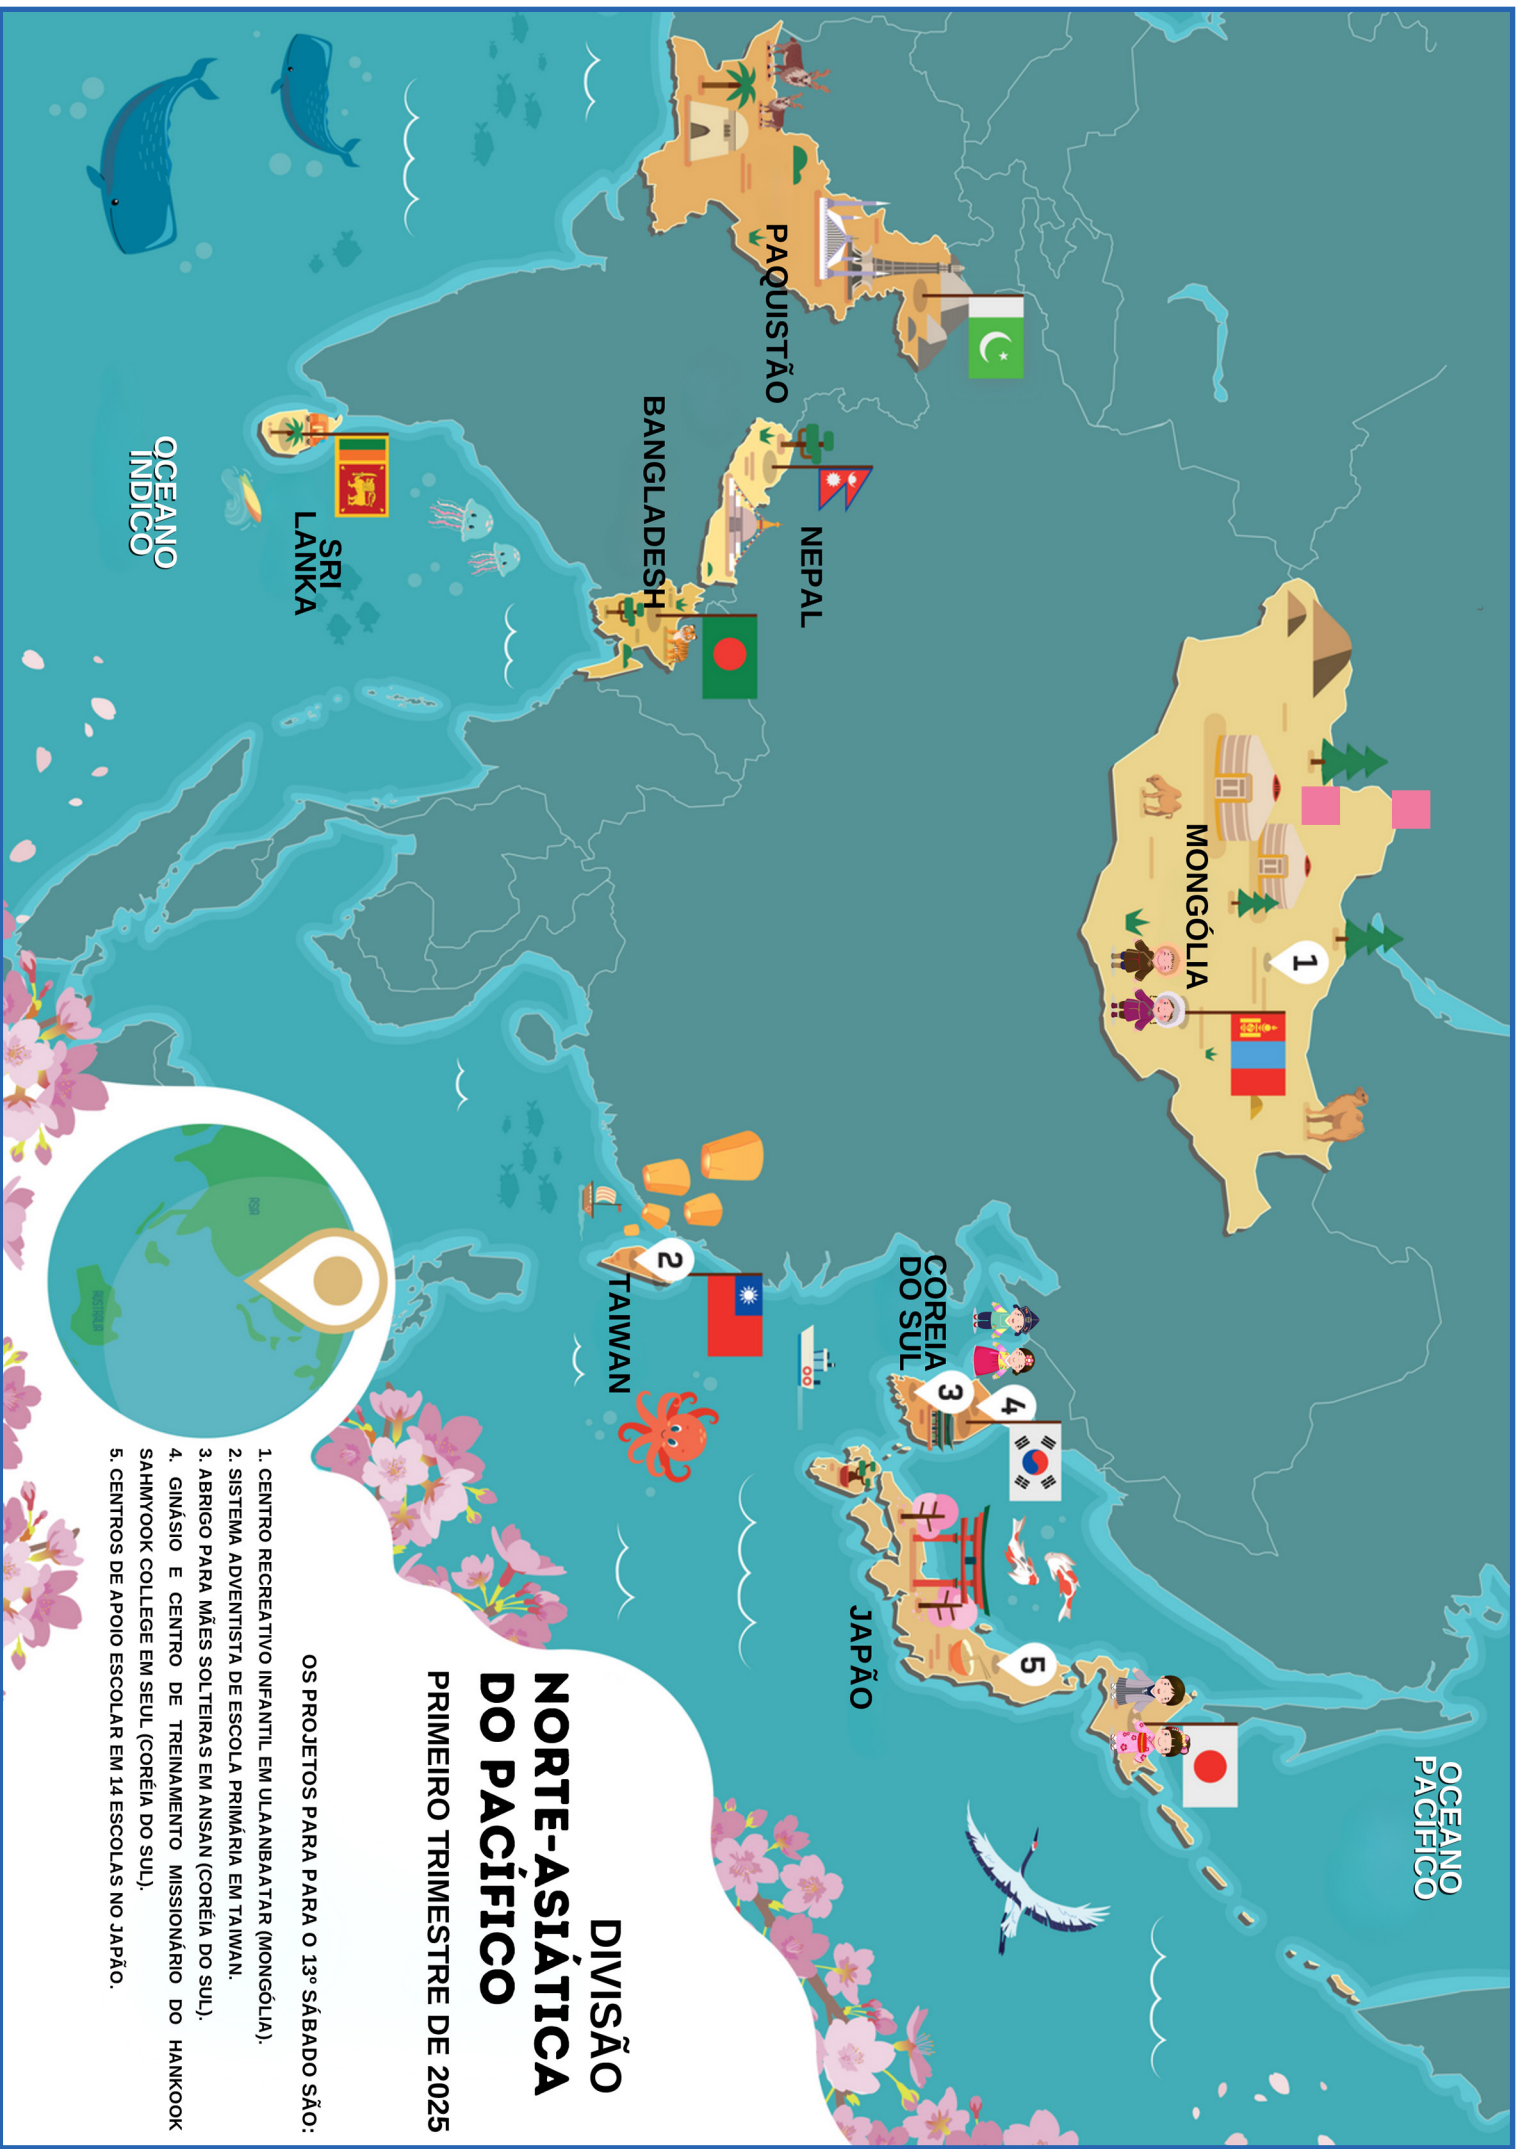 MONGÓLIA
1
PAQUISTÃO
NEPAL
BANGLADESH
SRI
LANKA
OCEANO
ÍNDICO
OCEANO
PACÍFICO
COREIA
DO SUL
3
4
JAPÃO
5
2
TAIWAN
ASIA
AUSTRALIA
DIVISÃO
NORTE-ASIÁTICA
DO PACÍFICO
PRIMEIRO TRIMESTRE DE 2025
OS PROJETOS PARA PARA O 13º SÁBADO SÃO:
1. CENTRO RECREATIVO INFANTIL EM ULAANBAATAR (MONGÓLIA).
2. SISTEMA ADVENTISTA DE ESCOLA PRIMÁRIA EM TAIWAN.
3. ABRIGO PARA MÃES SOLTEIRAS EM ANSAN (CORÉIA DO SUL).
4. GINÁSIO E CENTRO DE TREINAMENTO MISSIONÁRIO DO HANKOOK
SAHMYOOK COLLEGE EM SEUL (CORÉIA DO SUL).
5. CENTROS DE APOIO ESCOLAR EM 14 ESCOLAS NO JAPÃO.